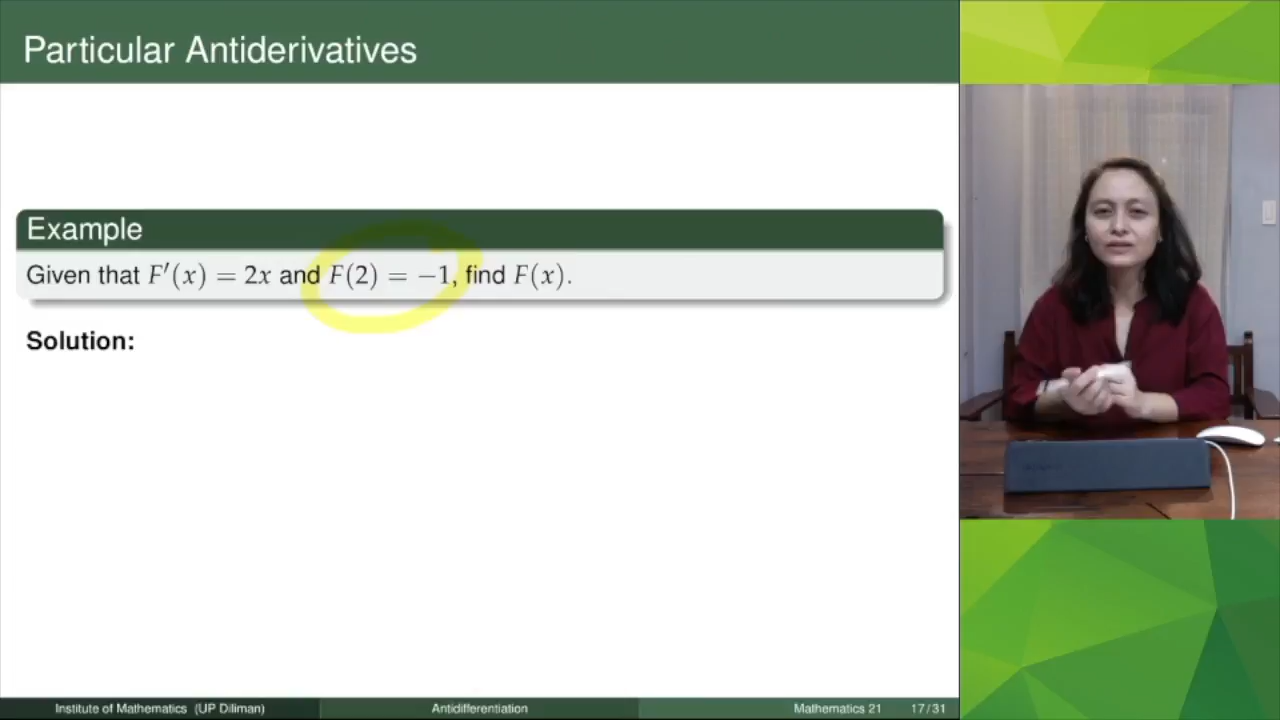 Particular Antiderivatives
Example
Given that F′(x) = 2x and F(2) = −1, find F(x).
Solution:
Institute of Mathematics (UP Diliman) Antidifferentiation Mathematics 21 17/31